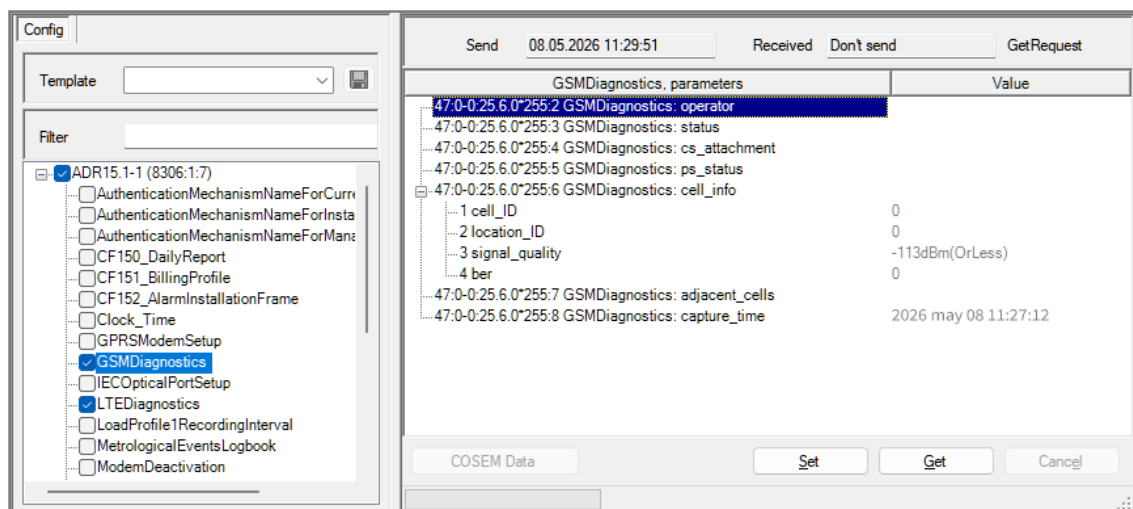 Config
Template
Filter
ADR15.1-1 (8306:1:7)
AuthenticationMechanismNameForCurre
AuthenticationMechanismNameForInsta
AuthenticationMechanismNameForMana
CF150_DailyReport
CF151_BillingProfile
CF152_AlarmInstallationFrame
Clock_Time
GPRSModemSetup
GSMDiagnostics
IECOpticalPortSetup
LTEDiagnostics
LoadProfile1RecordingInterval
MetrologicalEventsLogbook
ModemDeactivation
Send 08.05.2026 11:29:51 Received Don't send GetRequest
GSMDiagnostics, parameters Value
47:0-0:25.6.0*255:2 GSMDiagnostics: operator
47:0-0:25.6.0*255:3 GSMDiagnostics: status
47:0-0:25.6.0*255:4 GSMDiagnostics: cs_attachment
47:0-0:25.6.0*255:5 GSMDiagnostics: ps_status
47:0-0:25.6.0*255:6 GSMDiagnostics: cell_info
1 cell_ID 0
2 location_ID 0
3 signal_quality -113dBm(OrLess)
4 ber 0
47:0-0:25.6.0*255:7 GSMDiagnostics: adjacent_cells
47:0-0:25.6.0*255:8 GSMDiagnostics: capture_time 2026 may 08 11:27:12
COSEM Data Set Get Cancel